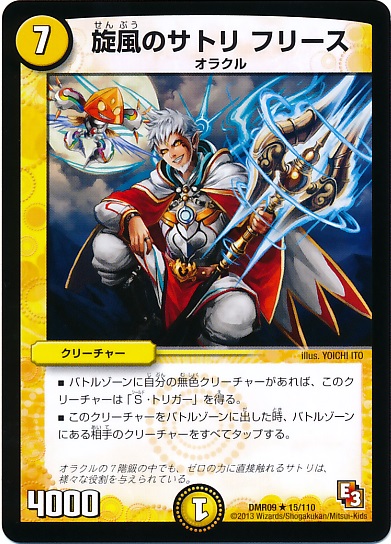 7
せんぷう
旋風のサトリ フリース
オラクル
illus. YOICHI ITO
クリーチャー
■ バトルゾーンに自分の無色クリーチャーがあれば、このク
リーチャーは「S・トリガー」を得る。
■ このクリーチャーをバトルゾーンに出した時、バトルゾーン
にある相手のクリーチャーをすべてタップする。
オラクルの7階級の中でも、ゼロの力に直接触れるサトリは、
様々な役割を与えられている。
4000
1
E3
DMR09 ★ 15/110
©2013 Wizards/Shogakukan/Mitsui-Kids